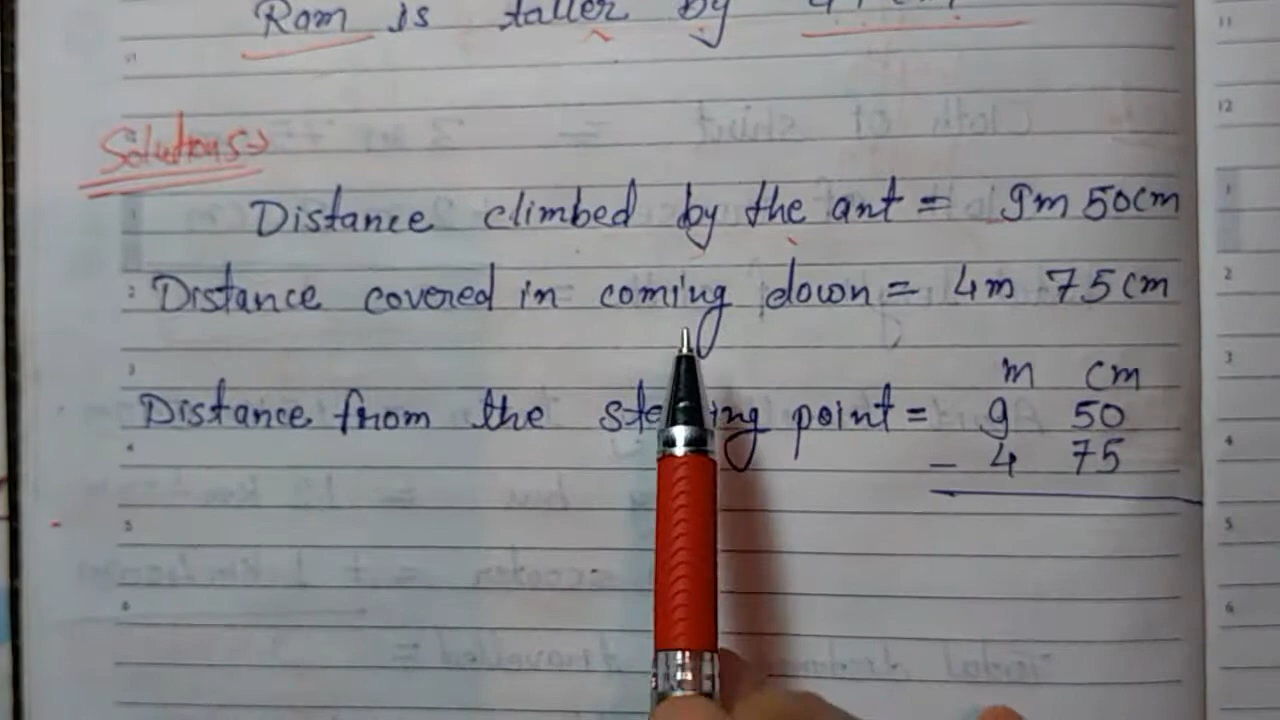 Ram is taller by
Solutions→
Distance climbed by the ant = 9m 50cm
Distance covered in coming down = 4m 75cm
m cm
Distance from the point = 9 50
- 4 75